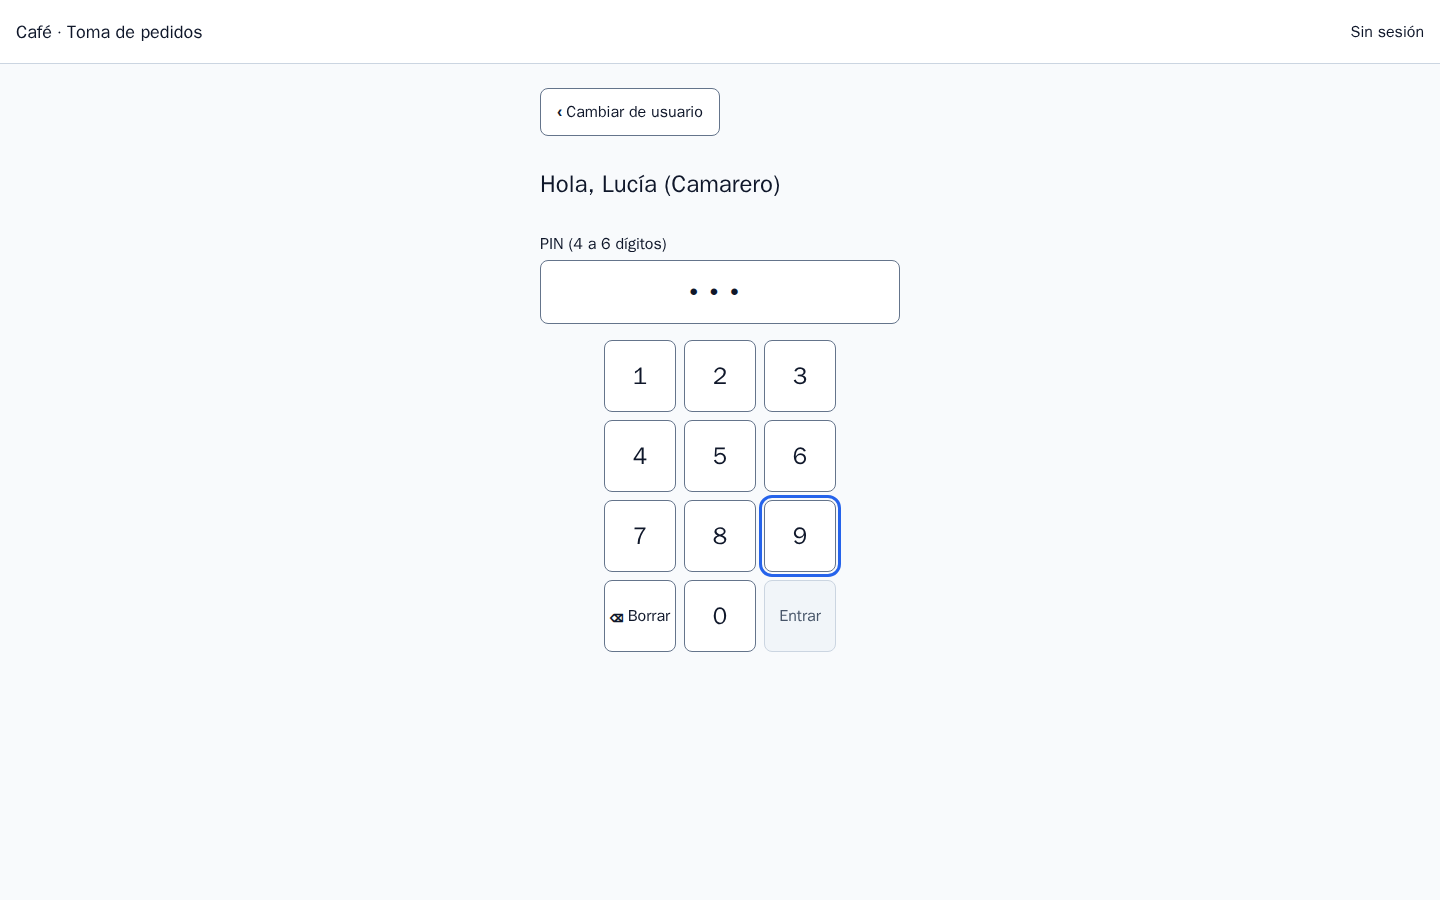 Café · Toma de pedidos
Sin sesión
‹ Cambiar de usuario
Hola, Lucía (Camarero)
PIN (4 a 6 dígitos)
• • •
1 2 3
4 5 6
7 8 9
⌫ Borrar 0 Entrar